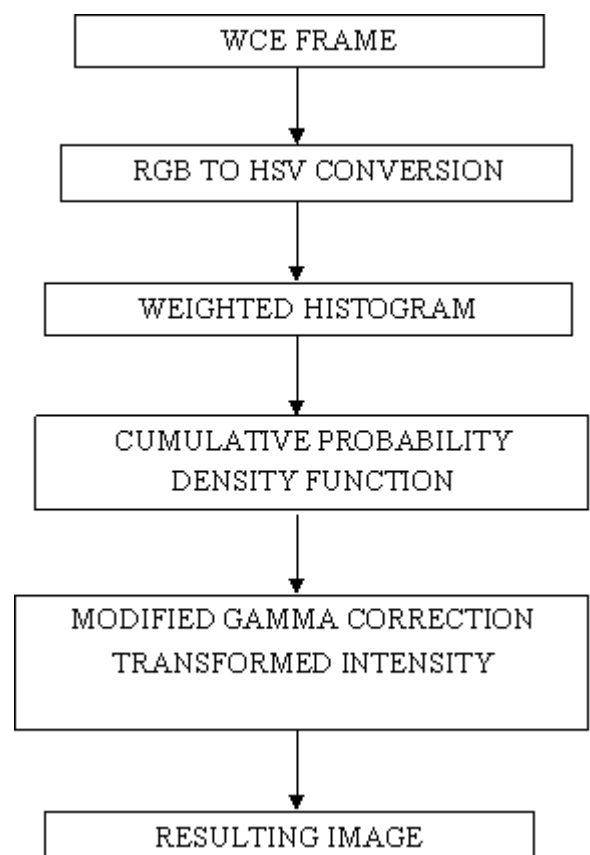 WCE FRAME
RGB TO HSV CONVERSION
WEIGHTED HISTOGRAM
CUMULATIVE PROBABILITY
DENSITY FUNCTION
MODIFIED GAMMA CORRECTION
TRANSFORMED INTENSITY
RESULTING IMAGE